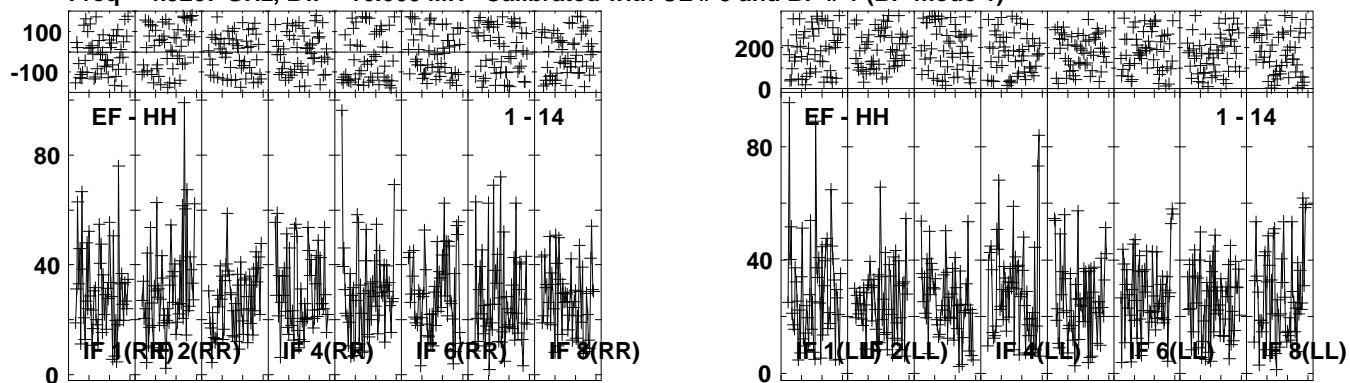 100
-100
EF - HH
1 - 14
80
40
0
IF 1(RR)
IF 2(RR)
IF 4(RR)
IF 6(RR)
IF 8(RR)
200
0
EF - HH
1 - 14
80
40
0
IF 1(LL)
IF 2(LL)
IF 4(LL)
IF 6(LL)
IF 8(LL)